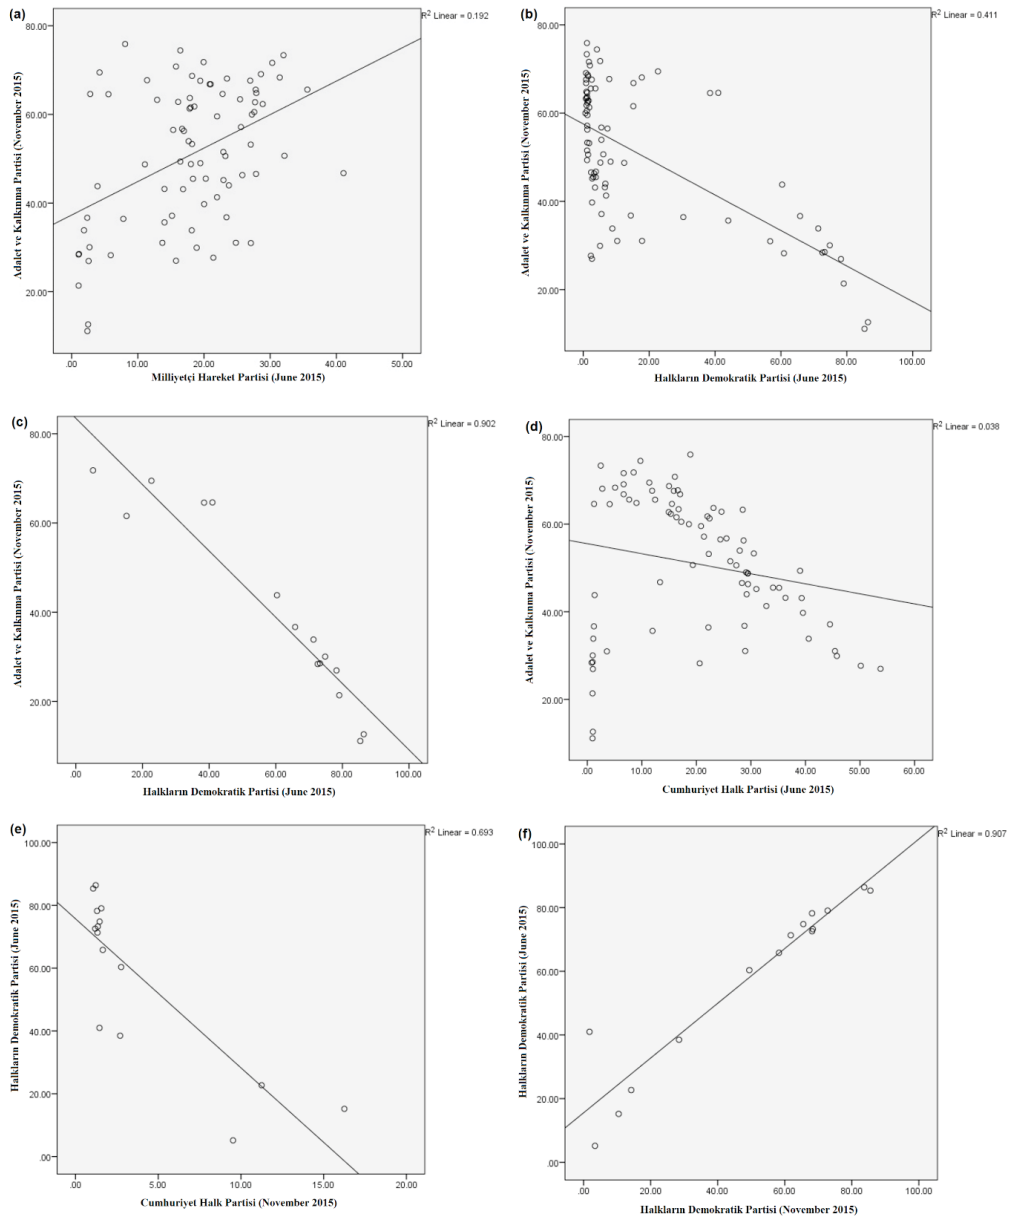 (a)
R2 Linear = 0.192
80.00
60.00
40.00
20.00
Adalet ve Kalkınma Partisi (November 2015)
.00 10.00 20.00 30.00 40.00 50.00
Milliyetçi Hareket Partisi (June 2015)
(b)
R2 Linear = 0.411
80.00
60.00
40.00
20.00
Adalet ve Kalkınma Partisi (November 2015)
.00 20.00 40.00 60.00 80.00 100.00
Halkların Demokratik Partisi (June 2015)
(c)
R2 Linear = 0.902
80.00
60.00
40.00
20.00
Adalet ve Kalkınma Partisi (November 2015)
.00 20.00 40.00 60.00 80.00 100.00
Halkların Demokratik Partisi (June 2015)
(d)
R2 Linear = 0.038
80.00
60.00
40.00
20.00
Adalet ve Kalkınma Partisi (November 2015)
.00 10.00 20.00 30.00 40.00 50.00 60.00
Cumhuriyet Halk Partisi (June 2015)
(e)
R2 Linear = 0.693
100.00
80.00
60.00
40.00
20.00
.00
Halkların Demokratik Partisi (June 2015)
.00 5.00 10.00 15.00 20.00
Cumhuriyet Halk Partisi (November 2015)
(f)
R2 Linear = 0.907
100.00
80.00
60.00
40.00
20.00
.00
Halkların Demokratik Partisi (June 2015)
.00 20.00 40.00 60.00 80.00 100.00
Halkların Demokratik Partisi (November 2015)